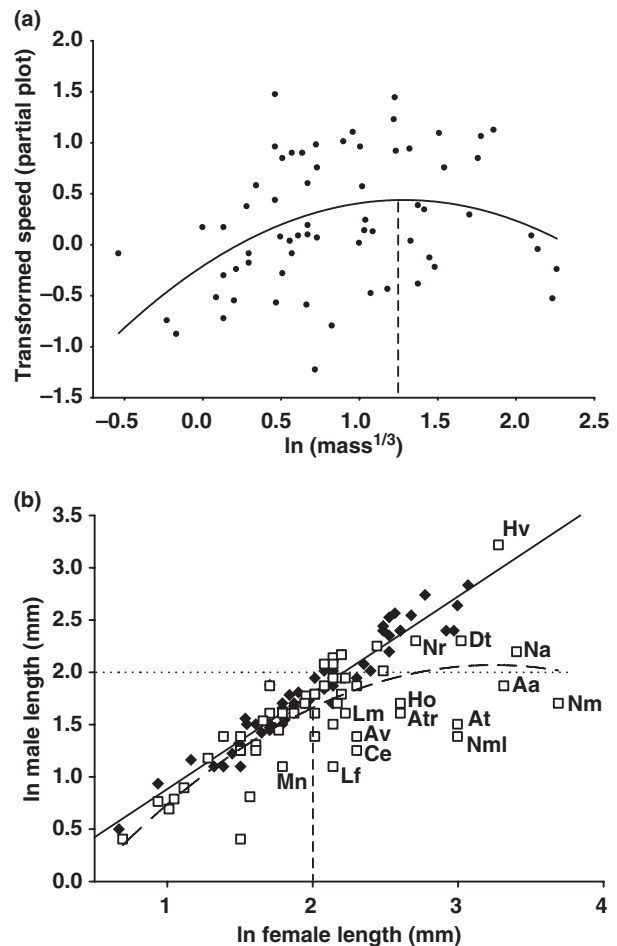 (a)
2.0
1.5
1.0
0.5
0.0
−0.5
−1.0
−1.5
Transformed speed (partial plot)
−0.5 0.0 0.5 1.0 1.5 2.0 2.5
ln (mass^1/3)
(b)
3.5
3.0
2.5
2.0
1.5
1.0
0.5
0.0
ln male length (mm)
Hv
Nr Dt Na
Aa
Lm Ho Nm
Atr At
Av Nml
Ce
Mn Lf
1 2 3 4
ln female length (mm)